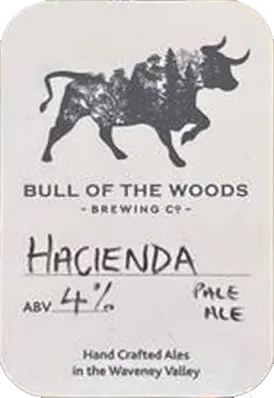 BULL OF THE WOODS
- BREWING Cº -
HACIENDA
ABV 4% PALE
ALE
Hand Crafted Ales
in the Waveney Valley